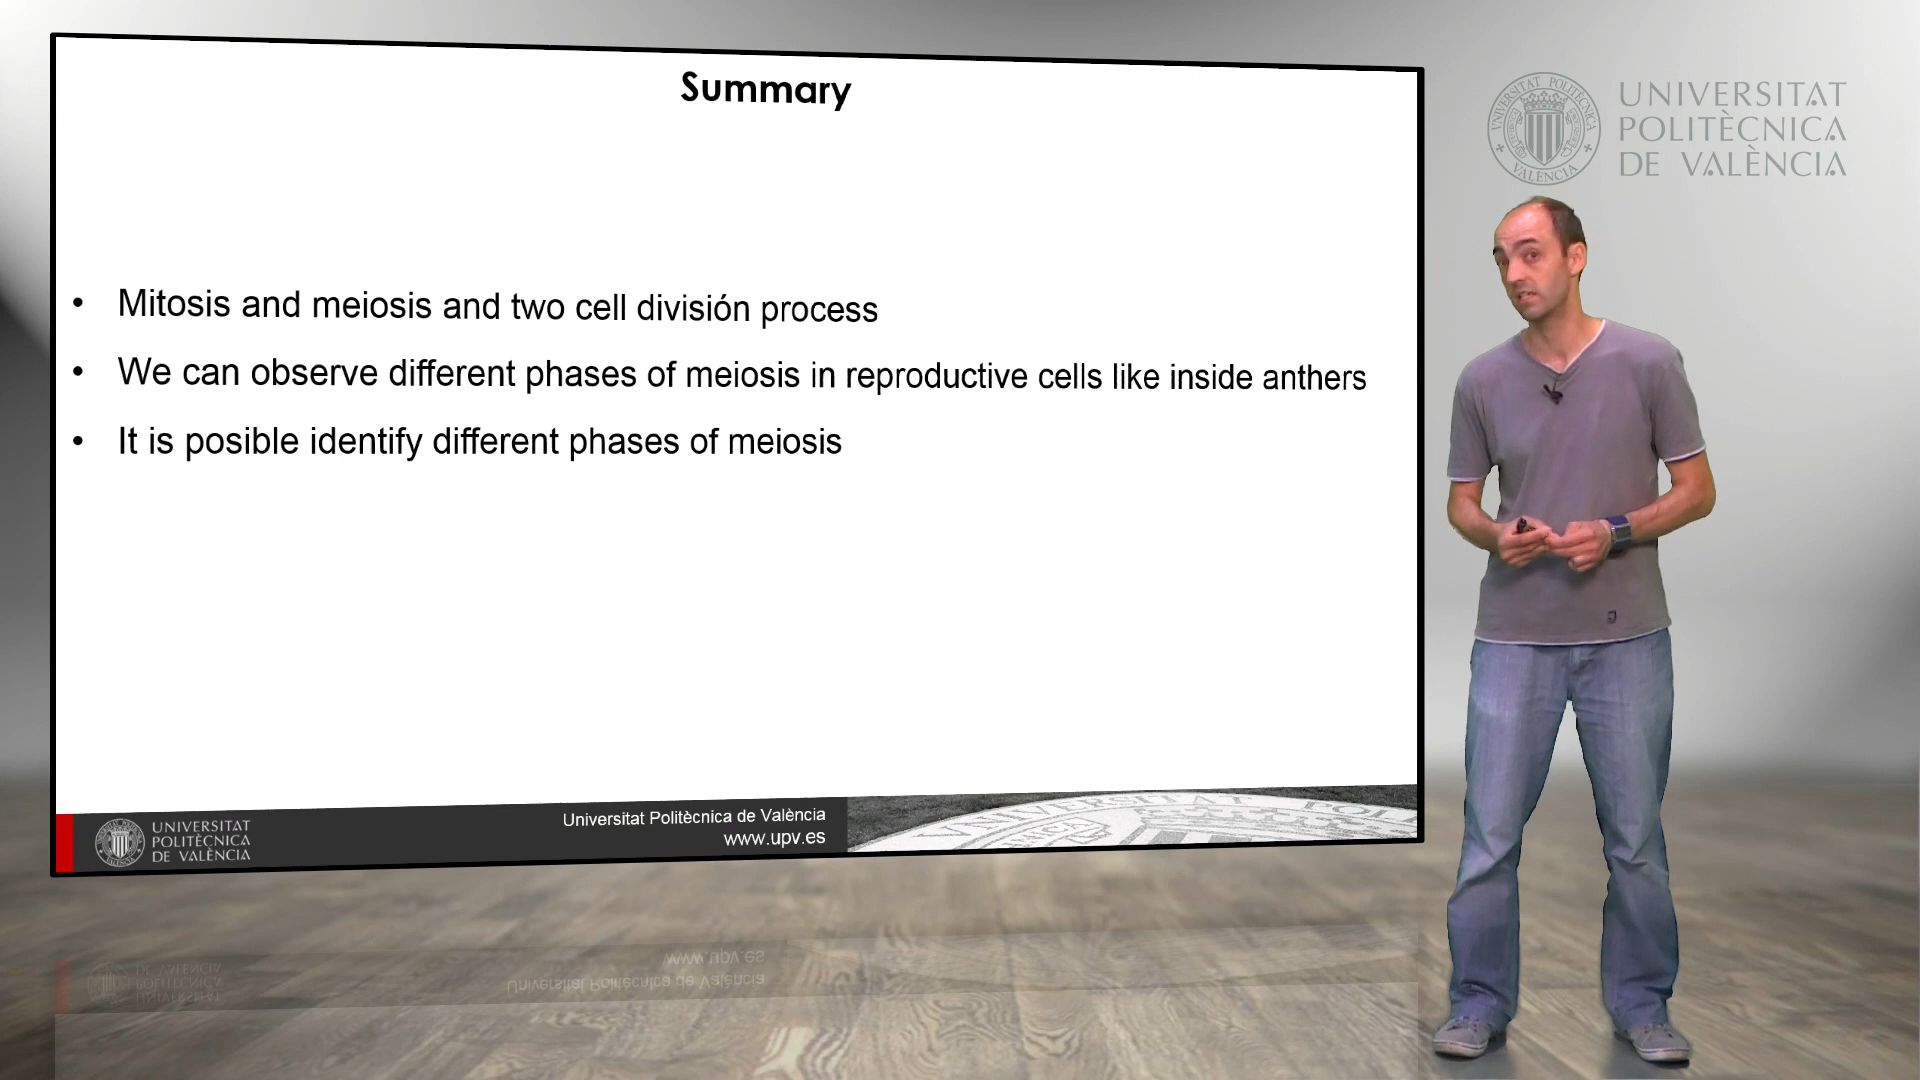 Summary
• Mitosis and meiosis and two cell división process
• We can observe different phases of meiosis in reproductive cells like inside anthers
• It is posible identify different phases of meiosis
UNIVERSITAT
POLITÈCNICA
DE VALÈNCIA
Universitat Politècnica de València
www.upv.es
UNIVERSITAT
POLITÈCNICA
DE VALÈNCIA